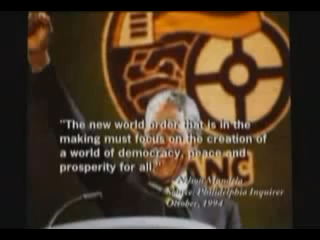 "The new world order that is in the
making must focus on the creation of
a world of democracy, peace and
prosperity for all."
Nelson Mandela
Source: Philadelphia Inquirer
October, 1994